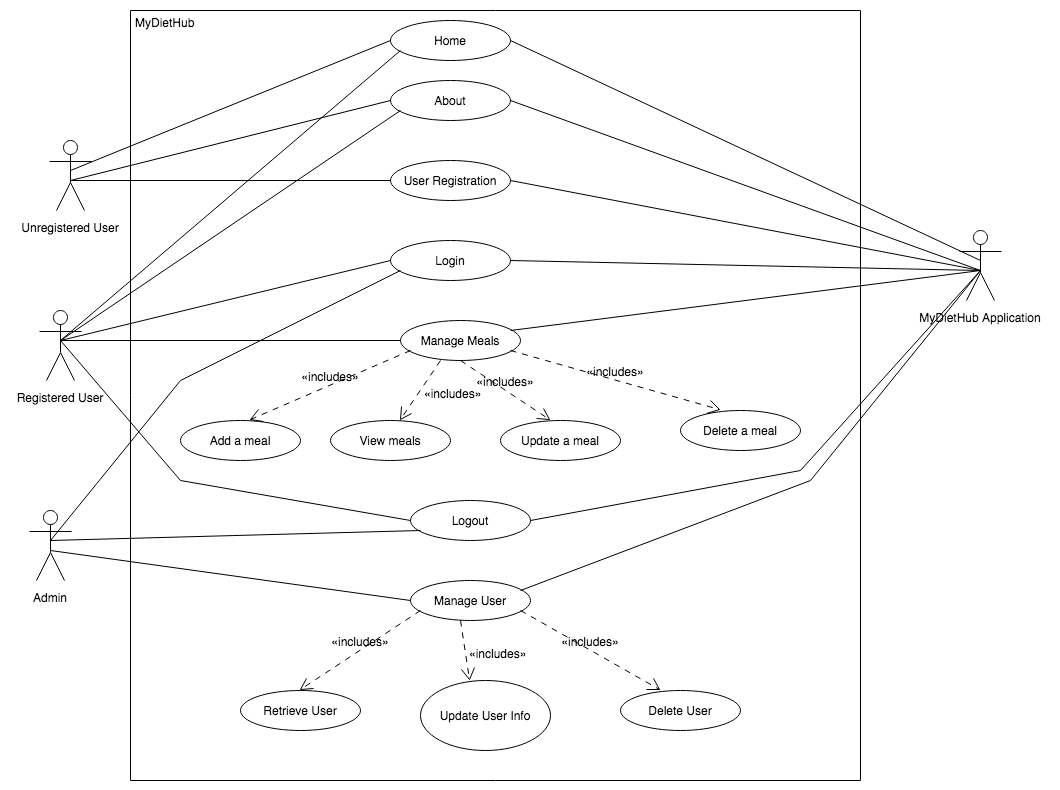 MyDietHub
Home
About
User Registration
Unregistered User
Login
MyDietHub Application
Manage Meals
«includes»
«includes»
«includes»
«includes»
Registered User
Add a meal
View meals
Update a meal
Delete a meal
Logout
Admin
Manage User
«includes»
«includes»
«includes»
Retrieve User
Update User Info
Delete User